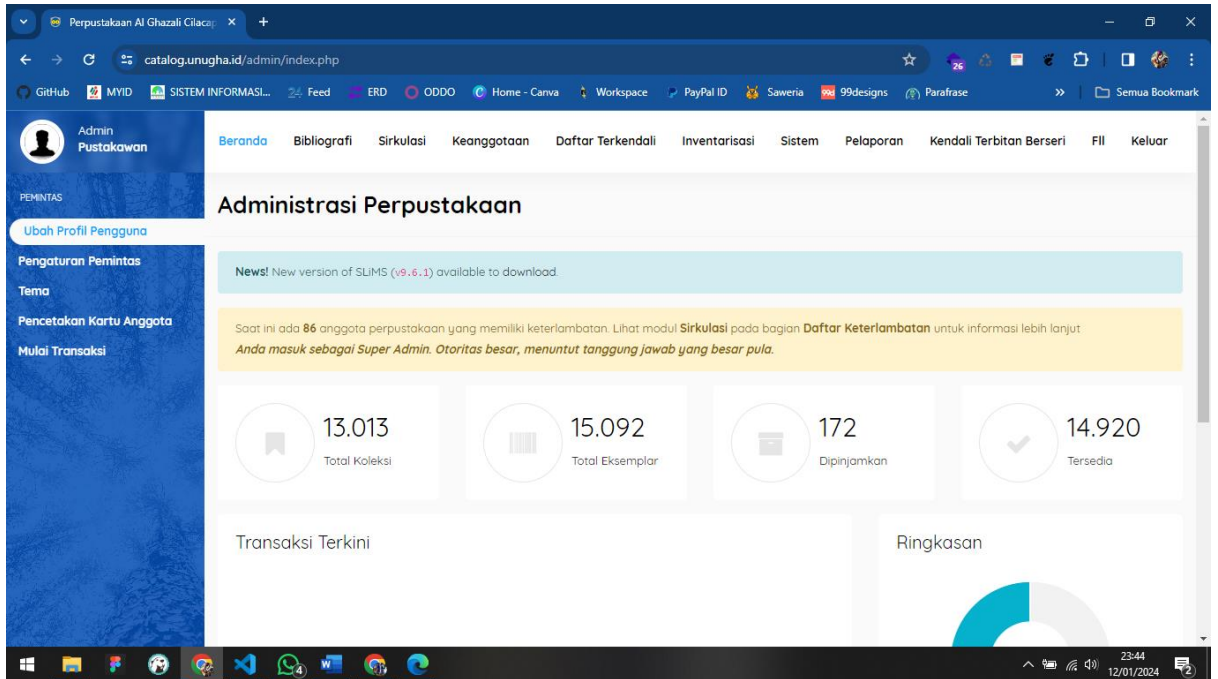 Perpustakaan Al Ghazali Cilacap
catalog.unugha.id/admin/index.php
26
GitHub MYID SISTEM INFORMASI... Feed ERD ODDO Home - Canva Workspace PayPal ID Saweria 99designs Parafrase » Semua Bookmark
Admin
Pustakawan
Beranda Bibliografi Sirkulasi Keanggotaan Daftar Terkendali Inventarisasi Sistem Pelaporan Kendali Terbitan Berseri Fll Keluar
PEMINTAS
Ubah Profil Pengguna
Pengaturan Pemintas
Tema
Pencetakan Kartu Anggota
Mulai Transaksi
Administrasi Perpustakaan
News! New version of SLiMS (v9.6.1) available to download.
Saat ini ada 86 anggota perpustakaan yang memiliki keterlambatan. Lihat modul Sirkulasi pada bagian Daftar Keterlambatan untuk informasi lebih lanjut
Anda masuk sebagai Super Admin. Otoritas besar, menuntut tanggung jawab yang besar pula.
13.013
Total Koleksi
15.092
Total Eksemplar
172
Dipinjamkan
14.920
Tersedia
Transaksi Terkini
Ringkasan
4
23:44
12/01/2024
2